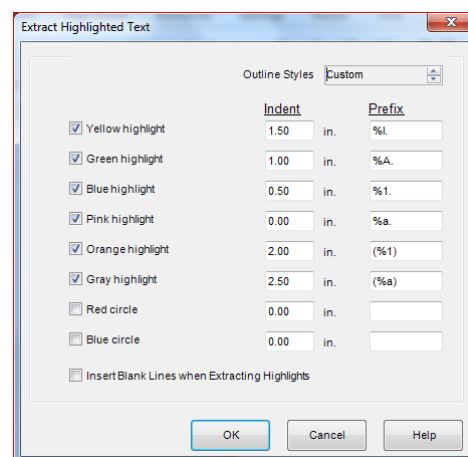 Extract Highlighted Text
Outline Styles Custom
Indent Prefix
Yellow highlight 1.50 in. %I.
Green highlight 1.00 in. %A.
Blue highlight 0.50 in. %1.
Pink highlight 0.00 in. %a.
Orange highlight 2.00 in. (%1)
Gray highlight 2.50 in. (%a)
Red circle 0.00 in.
Blue circle 0.00 in.
Insert Blank Lines when Extracting Highlights
OK Cancel Help